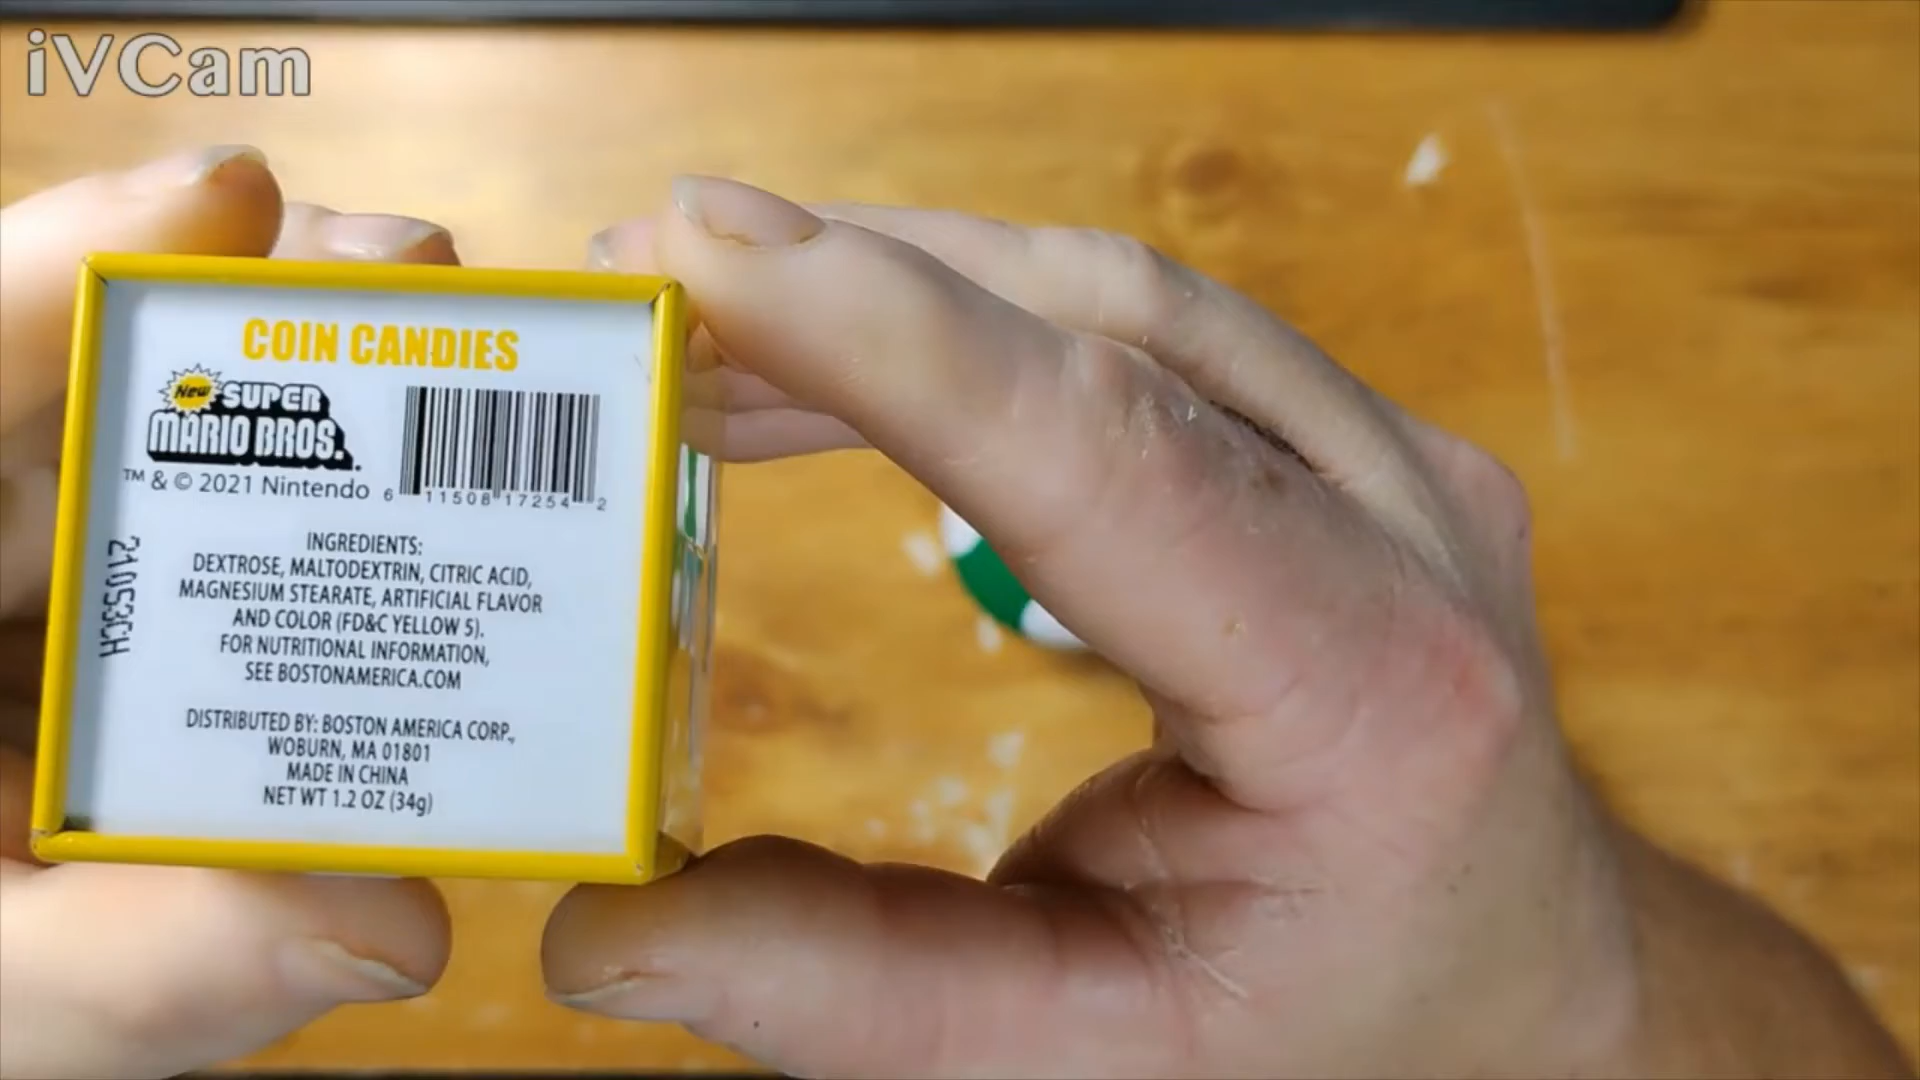 iVCam
COIN CANDIES
New SUPER
MARIO BROS.
TM & © 2021 Nintendo
6 11508 17254 2
INGREDIENTS:
DEXTROSE, MALTODEXTRIN, CITRIC ACID,
MAGNESIUM STEARATE, ARTIFICIAL FLAVOR
AND COLOR (FD&C YELLOW 5).
FOR NUTRITIONAL INFORMATION,
SEE BOSTONAMERICA.COM
DISTRIBUTED BY: BOSTON AMERICA CORP.,
WOBURN, MA 01801
MADE IN CHINA
NET WT 1.2 OZ (34g)